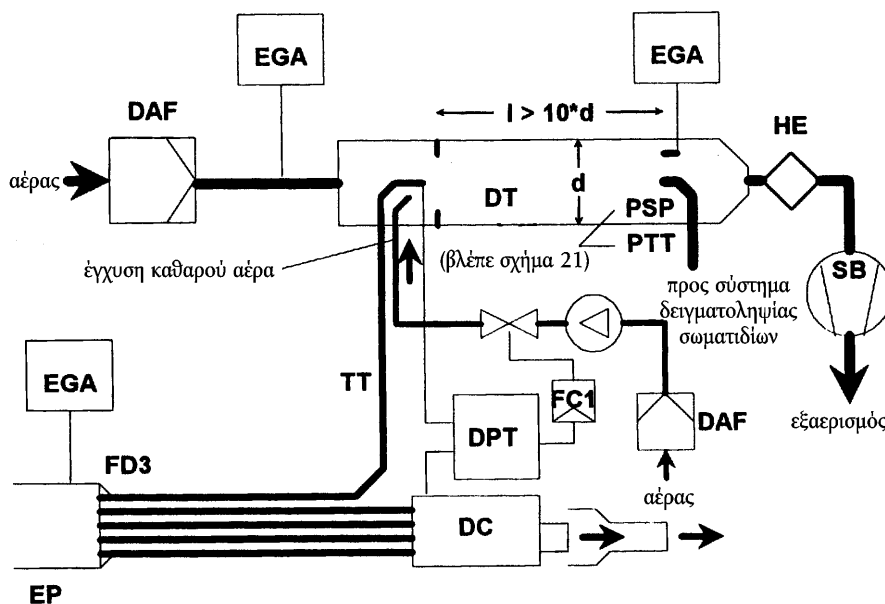 EGA
EGA
DAF
l > 10*d
HE
αέρας
d
DT
PSP
PTT
έγχυση καθαρού αέρα
(βλέπε σχήμα 21)
SB
προς σύστημα
δειγματοληψίας
σωματιδίων
EGA
TT
FC1
DPT
DAF
εξαερισμός
FD3
αέρας
DC
EP